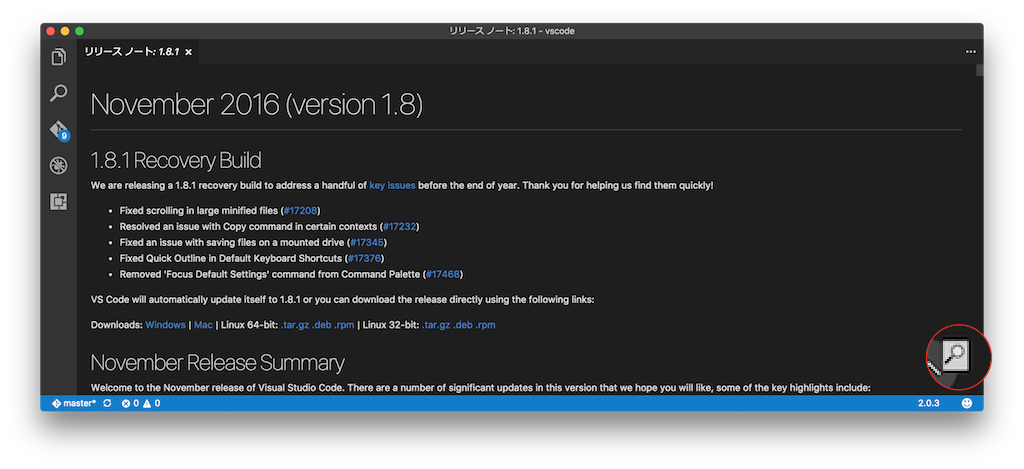 リリース ノート: 1.8.1 - vscode
リリース ノート: 1.8.1 ×
November 2016 (version 1.8)
1.8.1 Recovery Build
We are releasing a 1.8.1 recovery build to address a handful of key issues before the end of year. Thank you for helping us find them quickly!
• Fixed scrolling in large minified files (#17208)
• Resolved an issue with Copy command in certain contexts (#17232)
• Fixed an issue with saving files on a mounted drive (#17345)
• Fixed Quick Outline in Default Keyboard Shortcuts (#17376)
• Removed 'Focus Default Settings' command from Command Palette (#17468)
VS Code will automatically update itself to 1.8.1 or you can download the release directly using the following links:
Downloads: Windows | Mac | Linux 64-bit: .tar.gz .deb .rpm | Linux 32-bit: .tar.gz .deb .rpm
November Release Summary
Welcome to the November release of Visual Studio Code. There are a number of significant updates in this version that we hope you will like, some of the key highlights include:
9
master* 0 0 2.0.3